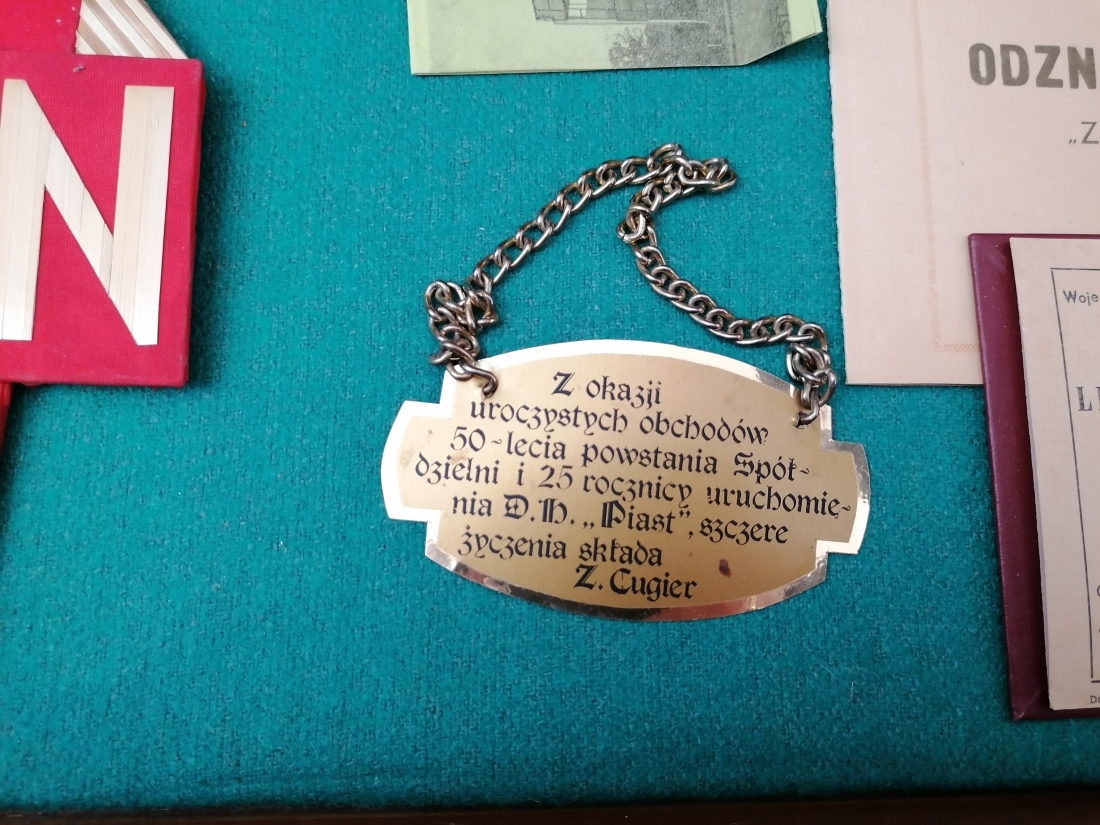 N
ODZN
„Z
Woje
Z okazji
uroczystych obchodów
50-lecia powstania Spół-
dzielni i 25 rocznicy uruchomie-
nia D.H. „Piast”, szczere
życzenia składa
Z. Cugier